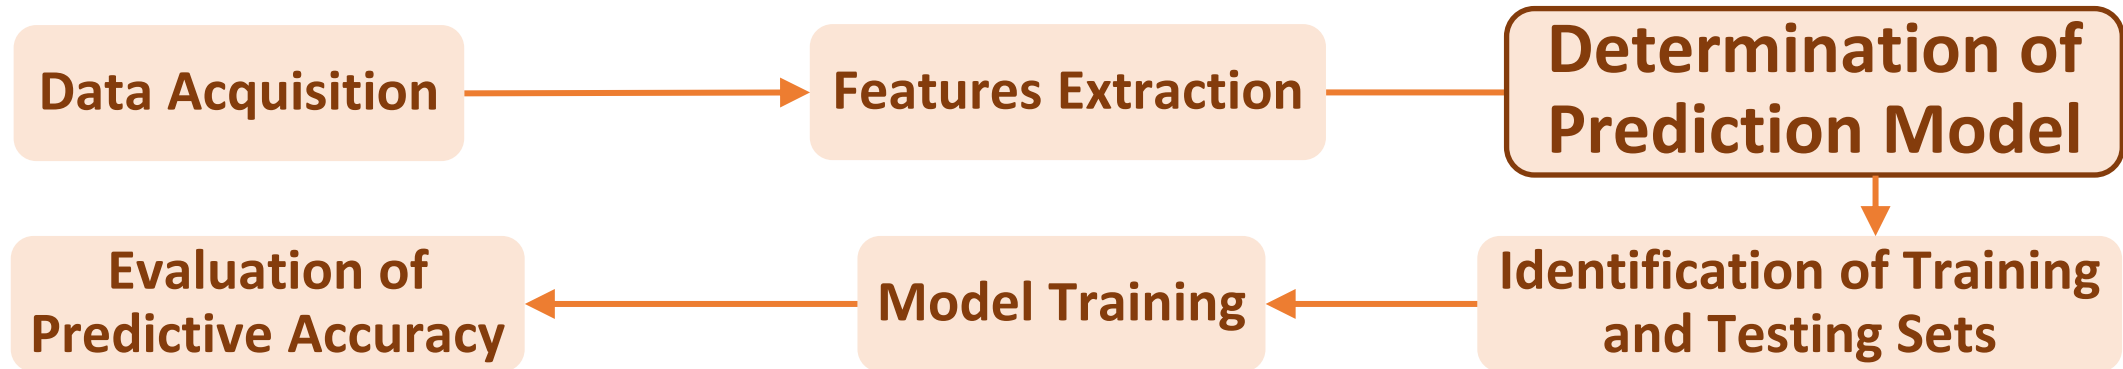 Data Acquisition
Features Extraction
Determination of
Prediction Model
Identification of Training
and Testing Sets
Model Training
Evaluation of
Predictive Accuracy